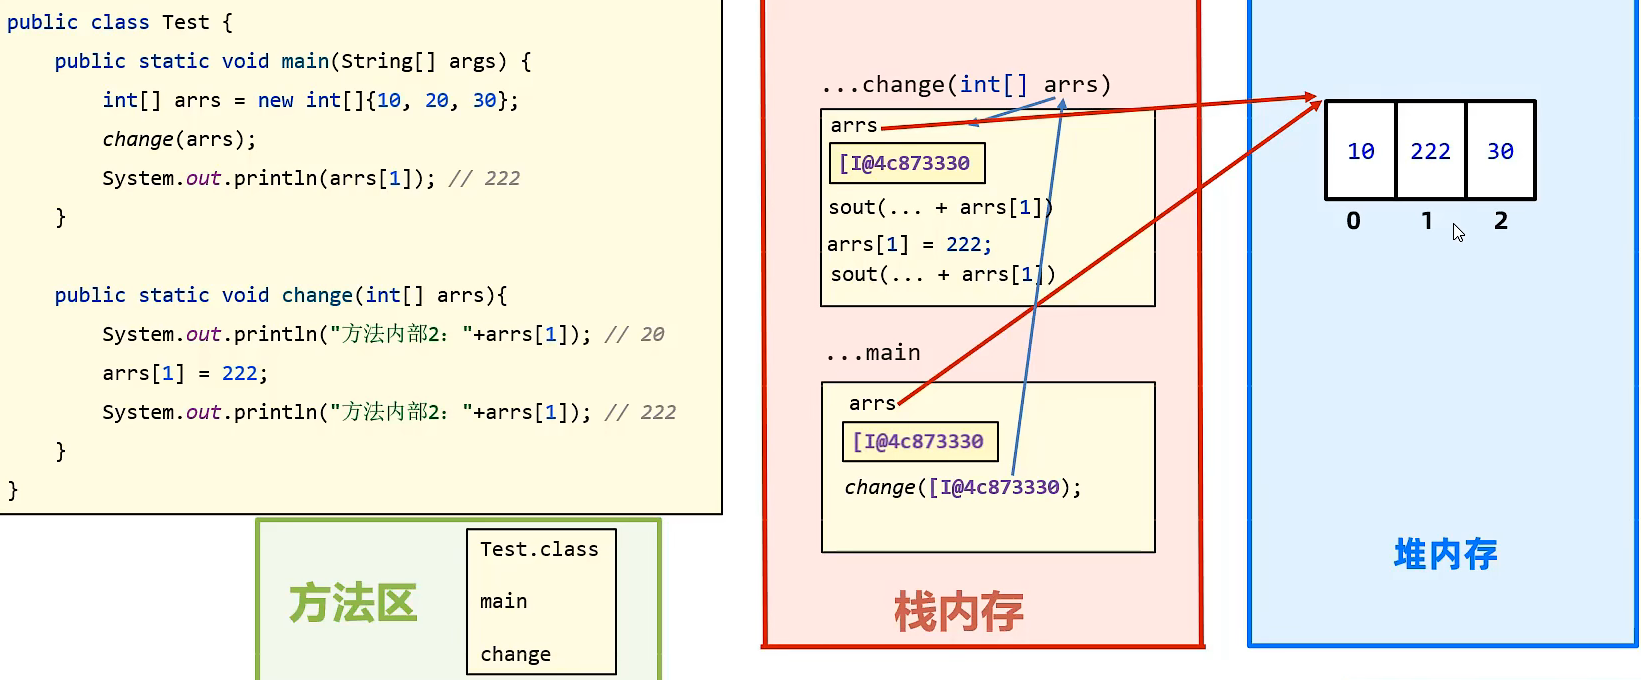 public class Test {
public static void main(String[] args) {
int[] arrs = new int[]{10, 20, 30};
change(arrs);
System.out.println(arrs[1]); // 222
}
public static void change(int[] arrs){
System.out.println("方法内部2："+arrs[1]); // 20
arrs[1] = 222;
System.out.println("方法内部2："+arrs[1]); // 222
}
}
方法区
Test.class
main
change
...change(int[] arrs)
arrs
[I@4c873330
sout(... + arrs[1])
arrs[1] = 222;
sout(... + arrs[1])
...main
arrs
[I@4c873330
change([I@4c873330);
栈内存
10 222 30
0 1 2
堆内存